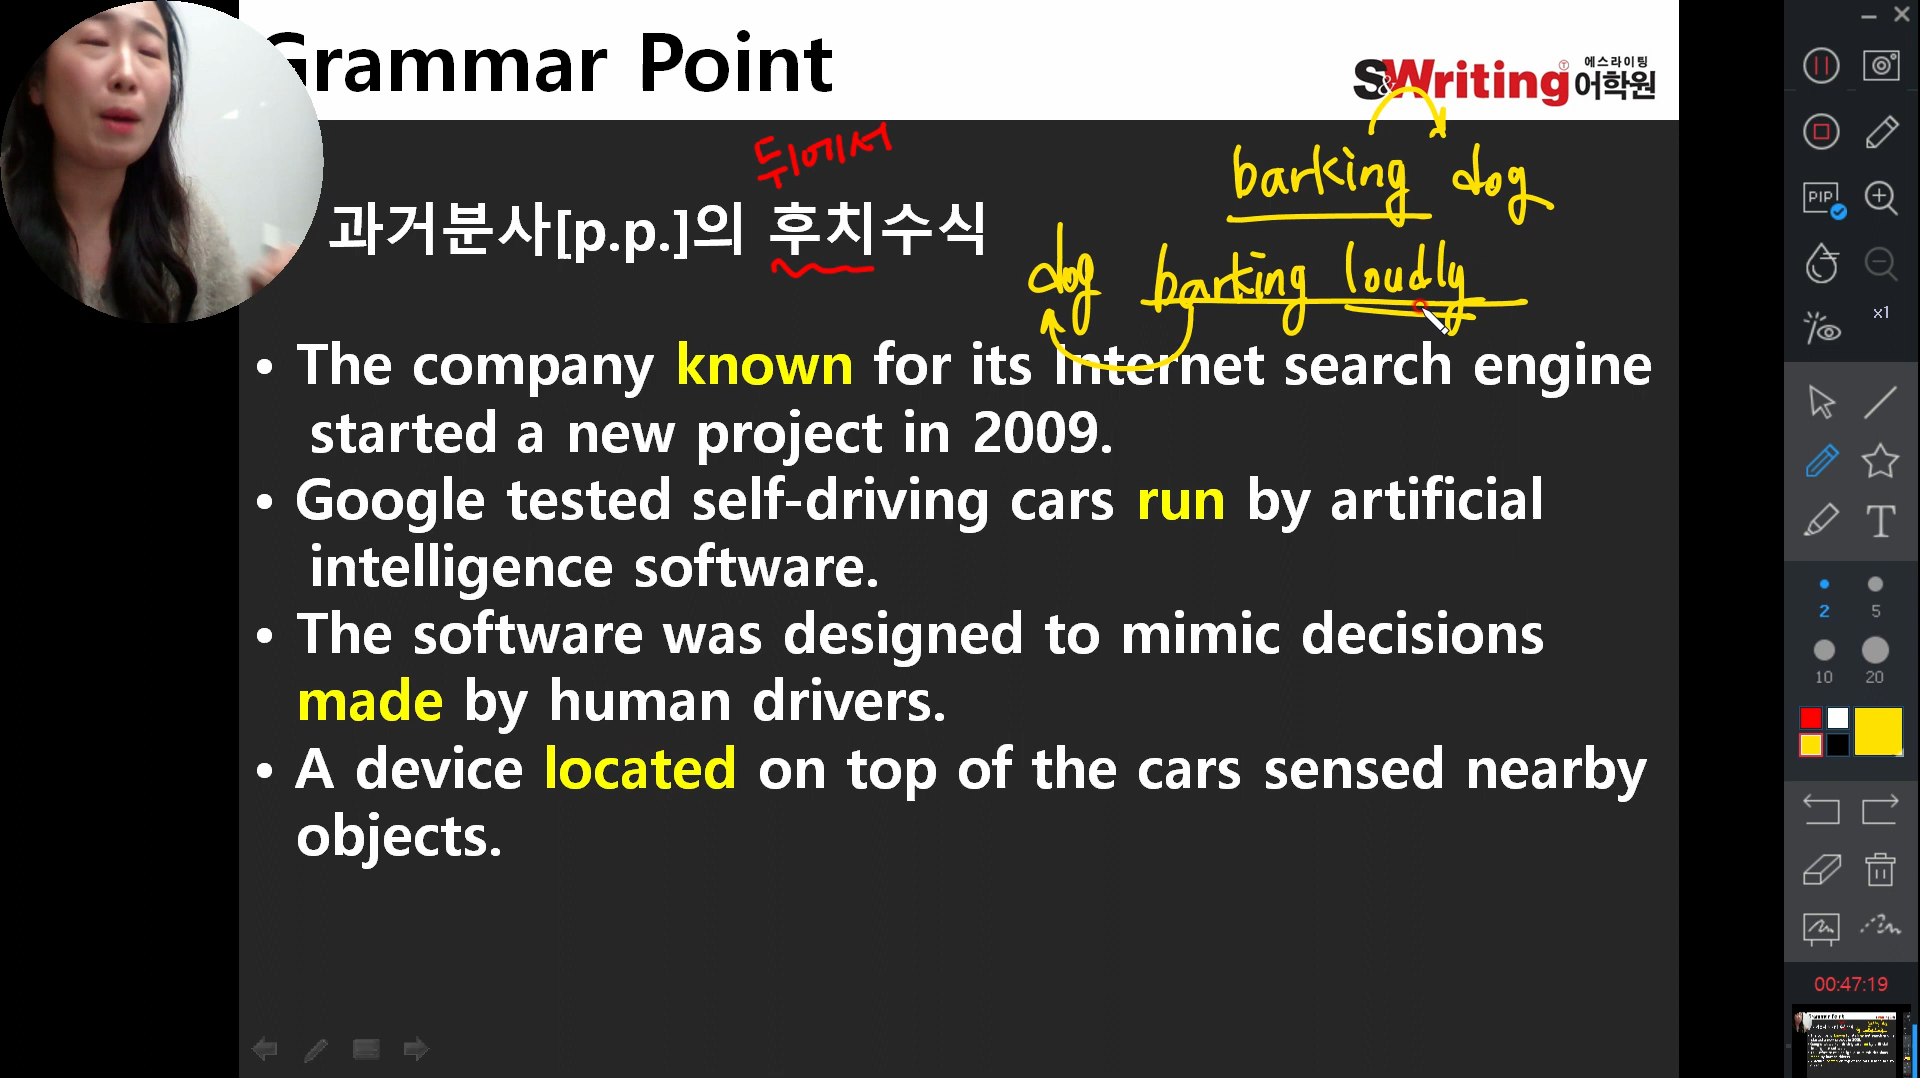 Grammar Point
S&Writing 에스라이팅 어학원
뒤에서
barking dog
과거분사[p.p.]의 후치수식
dog barking loudly
• The company known for its Internet search engine
started a new project in 2009.
• Google tested self-driving cars run by artificial
intelligence software.
• The software was designed to mimic decisions
made by human drivers.
• A device located on top of the cars sensed nearby
objects.
PIP
x1
T
2 5
10 20
00:47:19